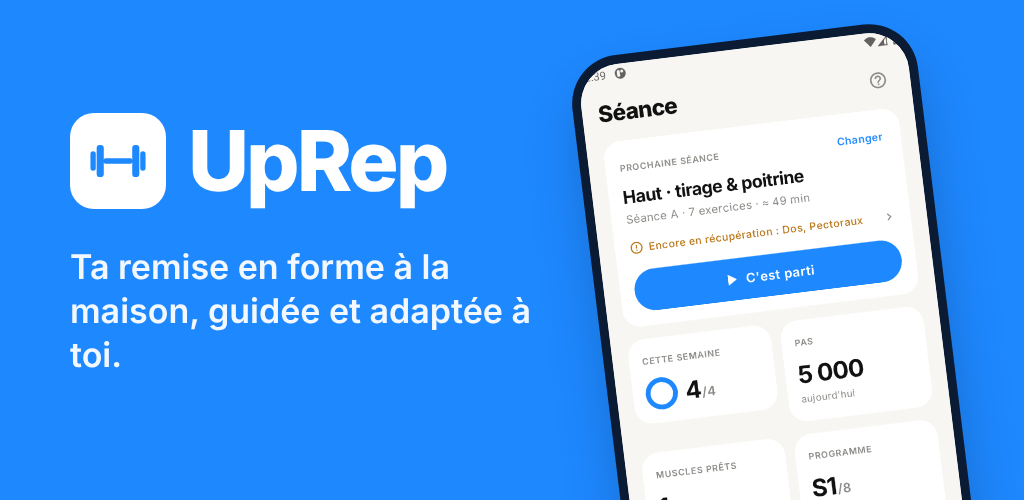 UpRep
Ta remise en forme à la
maison, guidée et adaptée à
toi.
:39
Séance
Changer
PROCHAINE SÉANCE
Haut · tirage & poitrine
Séance A · 7 exercices · ≈ 49 min
Encore en récupération : Dos, Pectoraux
C'est parti
CETTE SEMAINE
4/4
PAS
5 000
aujourd'hui
MUSCLES PRÊTS
PROGRAMME
S1/8